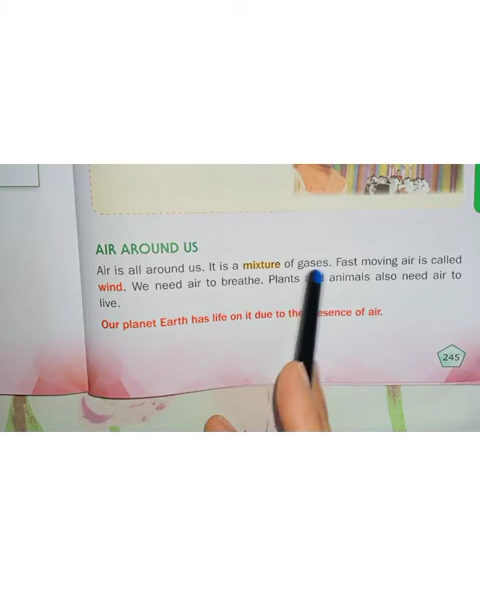 AIR AROUND US
Air is all around us. It is a mixture of gases. Fast moving air is called
wind. We need air to breathe. Plants animals also need air to
live.
Our planet Earth has life on it due to the of air.
245